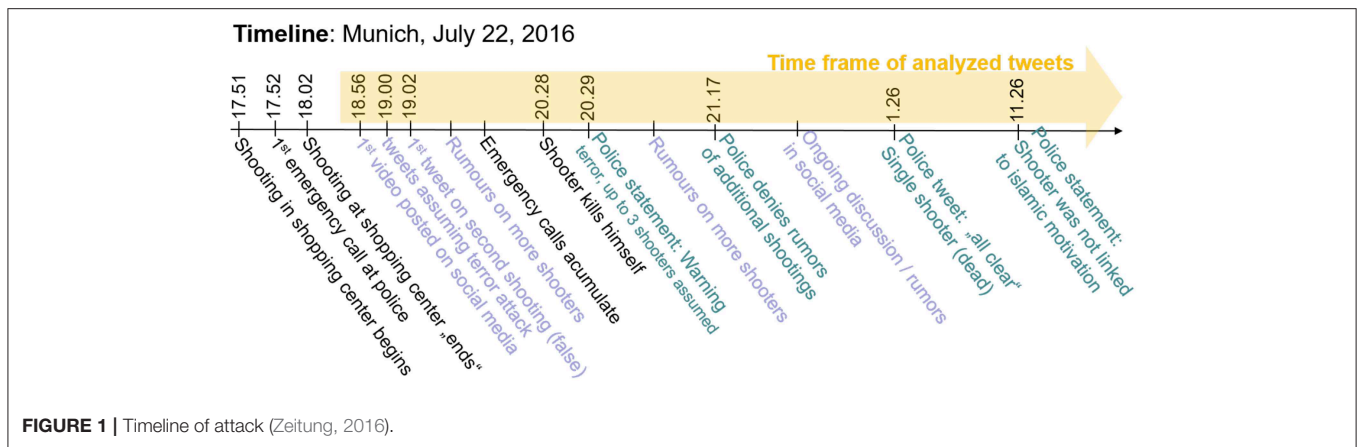 Timeline: Munich, July 22, 2016
Time frame of analyzed tweets
17.51
17.52
18.02
18.56
19.00
19.02
20.28
20.29
21.17
1.26
11.26
Shooting in shopping center begins
1st emergency call at police
Shooting at shopping center „ends“
1st video posted on social media
tweets assuming terror attack
1st tweet on second shooting (false)
Rumours on more shooters
Emergency calls acumulate
Shooter kills himself
Police statement: Warning
terror, up to 3 shooters assumed
Rumours on more shooters
Police denies rumors
of additional shootings
Ongoing discussion / rumors
in social media
Police tweet: „all clear“
Single shooter (dead)
Police statement:
Shooter was not linked
to islamic motivation
FIGURE 1 | Timeline of attack (Zeitung, 2016).